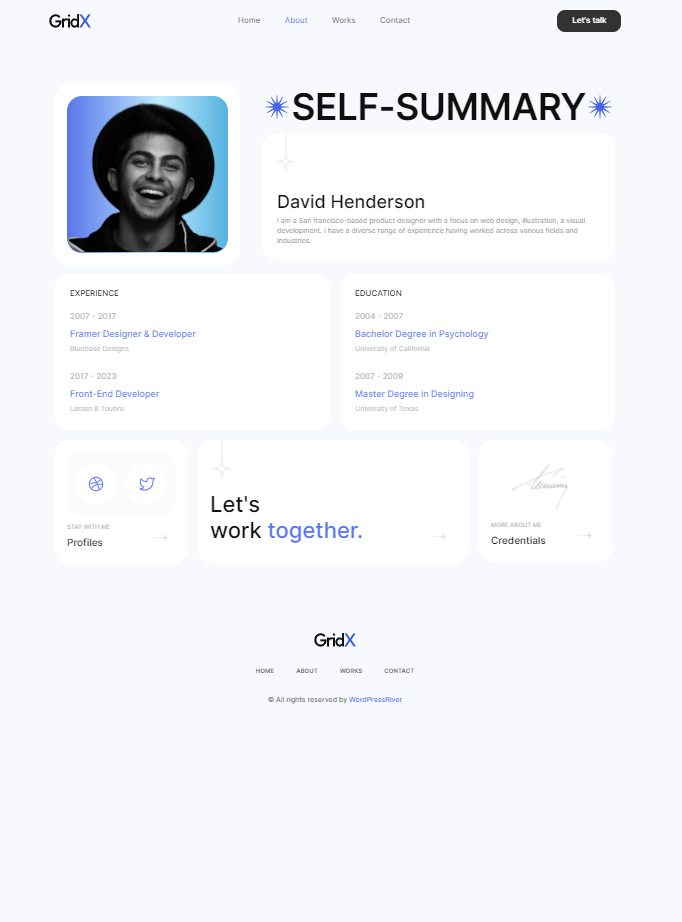 GridX
Home About Works Contact
Let's talk
SELF-SUMMARY
David Henderson
I am a San francisco-based product designer with a focus on web design, illustration, a visual
development. I have a diverse range of experience having worked across various fields and
industries.
EXPERIENCE
2007 - 2017
Framer Designer & Developer
Bluebase Designs
2017 - 2023
Front-End Developer
Larsen & Toubro
EDUCATION
2004 - 2007
Bachelor Degree in Psychology
University of California
2007 - 2009
Master Degree in Designing
University of Texas
STAY WITH ME
Profiles
Let's
work together.
MORE ABOUT ME
Credentials
GridX
HOME ABOUT WORKS CONTACT
© All rights reserved by WordPressRiver